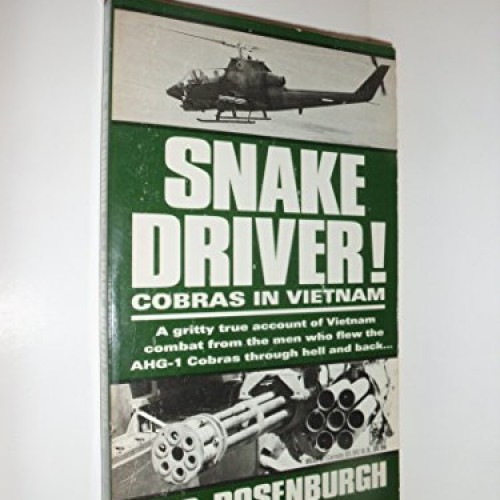 SNAKE
DRIVER!
COBRAS IN VIETNAM
A gritty true account of Vietnam
combat from the men who flew the
AHG-1 Cobras through hell and back...
ROSENBURGH